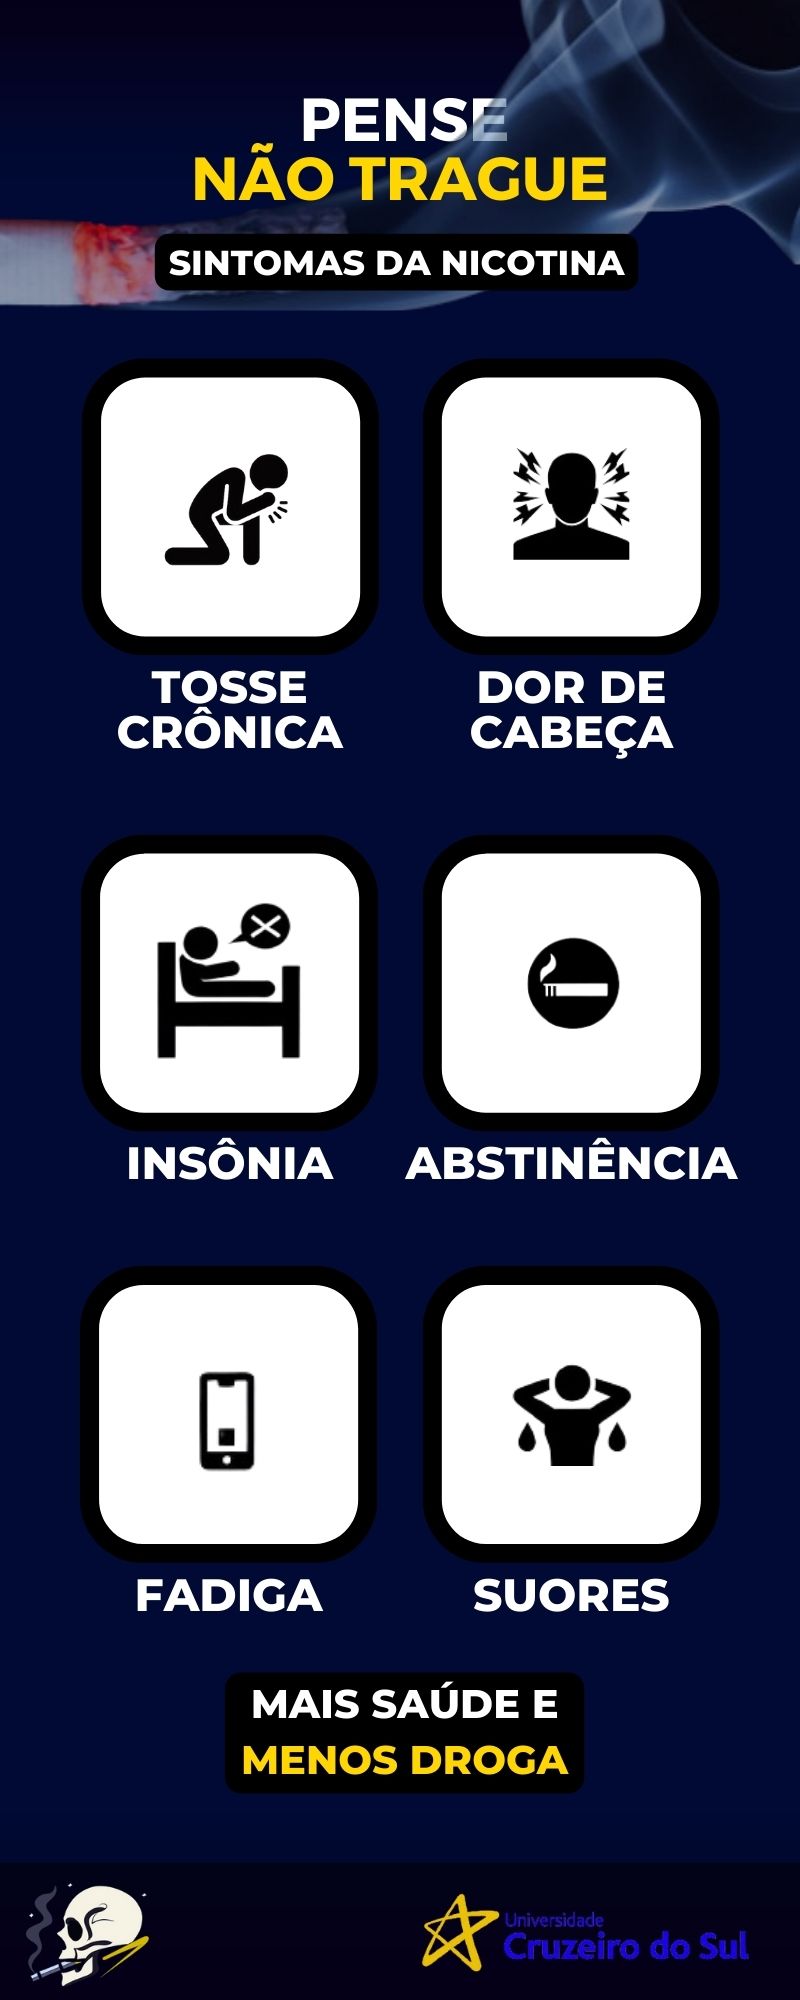 PENSE
NÃO TRAGUE
SINTOMAS DA NICOTINA
TOSSE
CRÔNICA
DOR DE
CABEÇA
INSÔNIA
ABSTINÊNCIA
FADIGA
SUORES
MAIS SAÚDE E
MENOS DROGA
Universidade
Cruzeiro do Sul